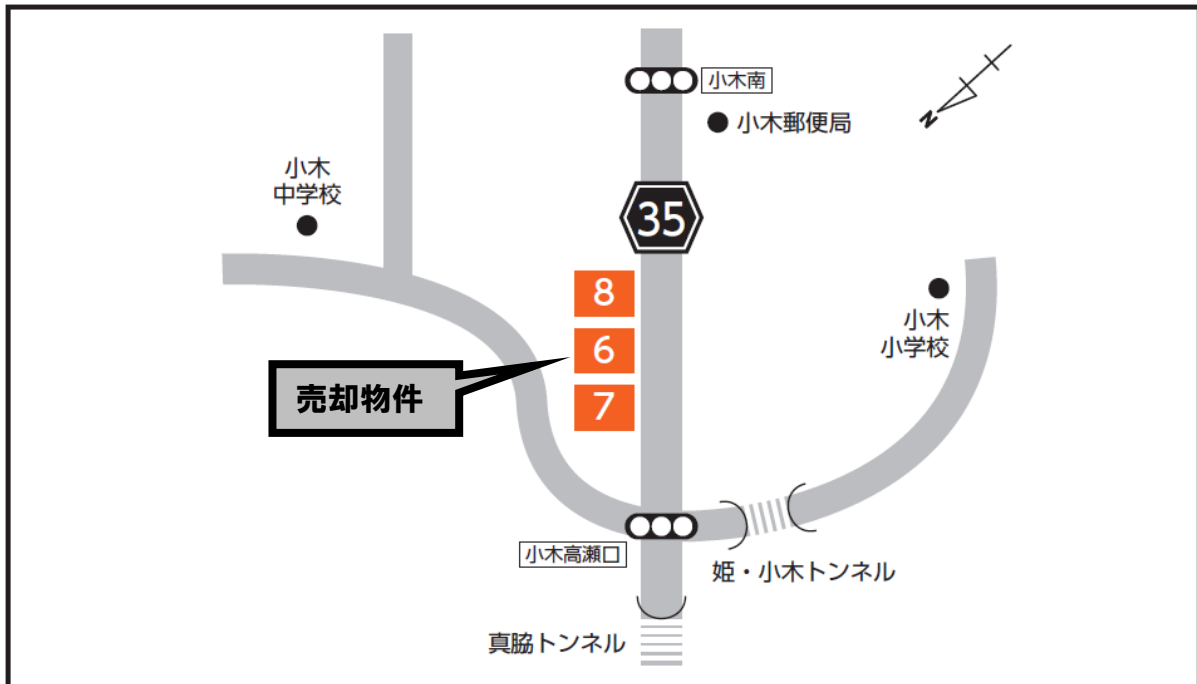 小木南
小木郵便局
N
小木
中学校
35
8
小木
小学校
6
売却物件
7
小木高瀬口
姫・小木トンネル
真脇トンネル